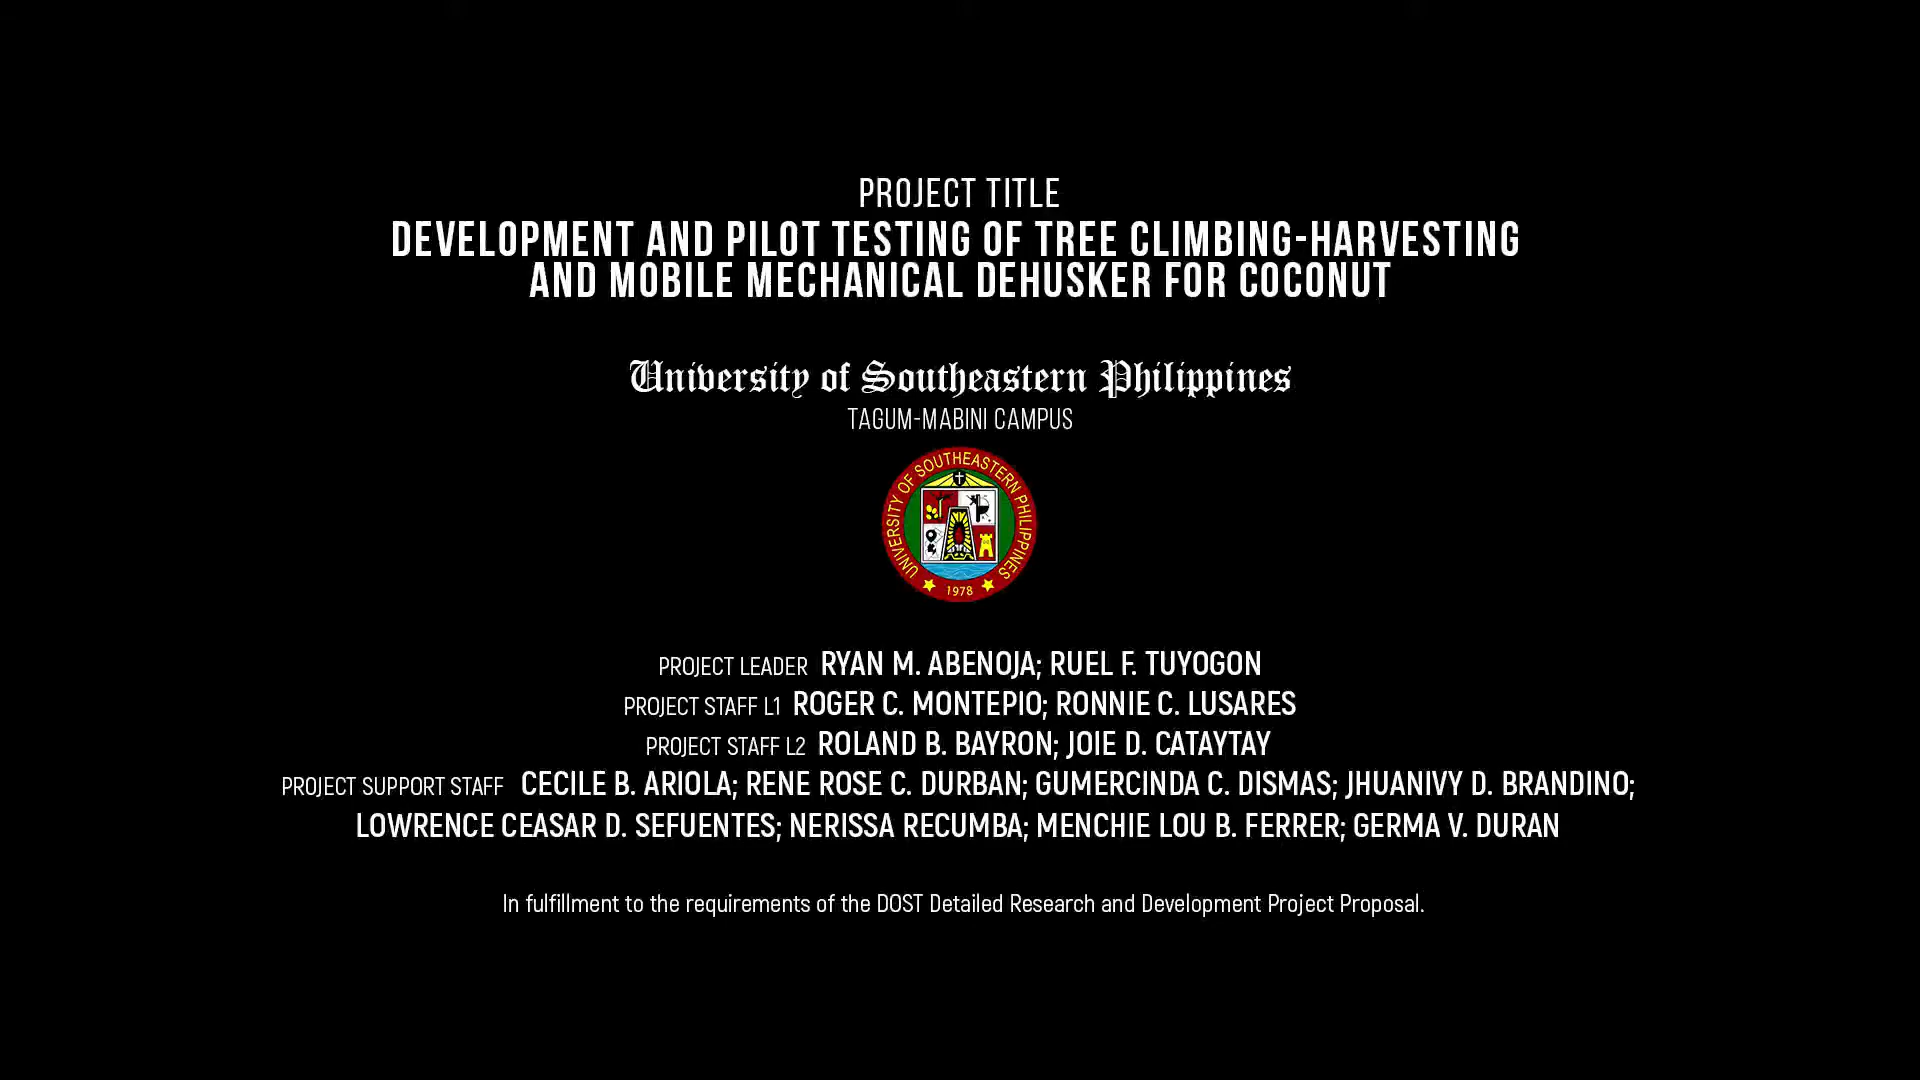 PROJECT TITLE
DEVELOPMENT AND PILOT TESTING OF TREE CLIMBING-HARVESTING
AND MOBILE MECHANICAL DEHUSKER FOR COCONUT
University of Southeastern Philippines
TAGUM-MABINI CAMPUS
UNIVERSITY OF SOUTHEASTERN PHILIPPINES
1978
PROJECT LEADER RYAN M. ABENOJA; RUEL F. TUYOGON
PROJECT STAFF L1 ROGER C. MONTEPIO; RONNIE C. LUSARES
PROJECT STAFF L2 ROLAND B. BAYRON; JOIE D. CATAYTAY
PROJECT SUPPORT STAFF CECILE B. ARIOLA; RENE ROSE C. DURBAN; GUMERCINDA C. DISMAS; JHUANIVY D. BRANDINO;
LOWRENCE CEASAR D. SEFUENTES; NERISSA RECUMBA; MENCHIE LOU B. FERRER; GERMA V. DURAN
In fulfillment to the requirements of the DOST Detailed Research and Development Project Proposal.